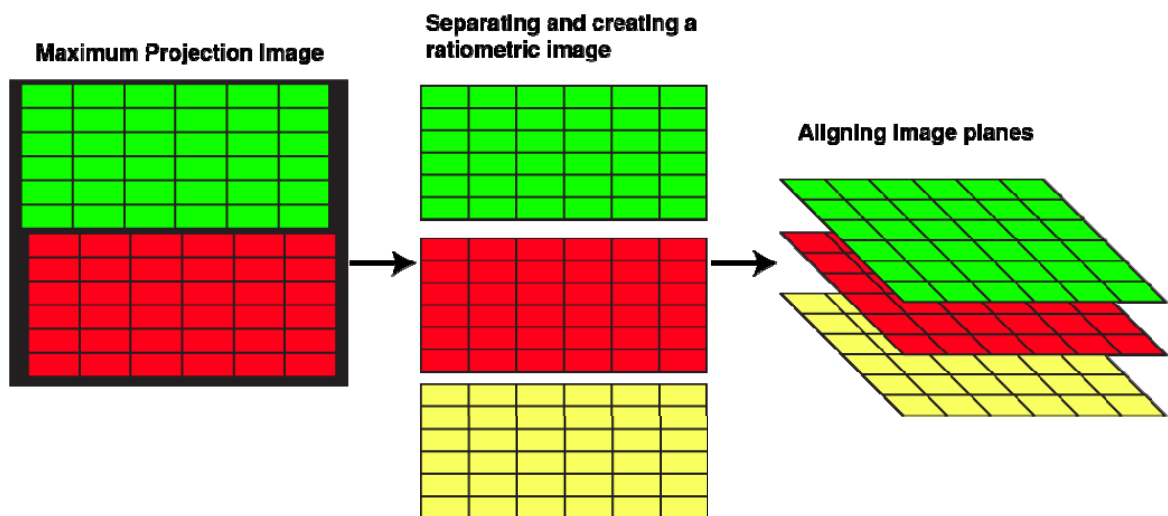 Maximum Projection Image
Separating and creating a
ratiometric image
Aligning image planes